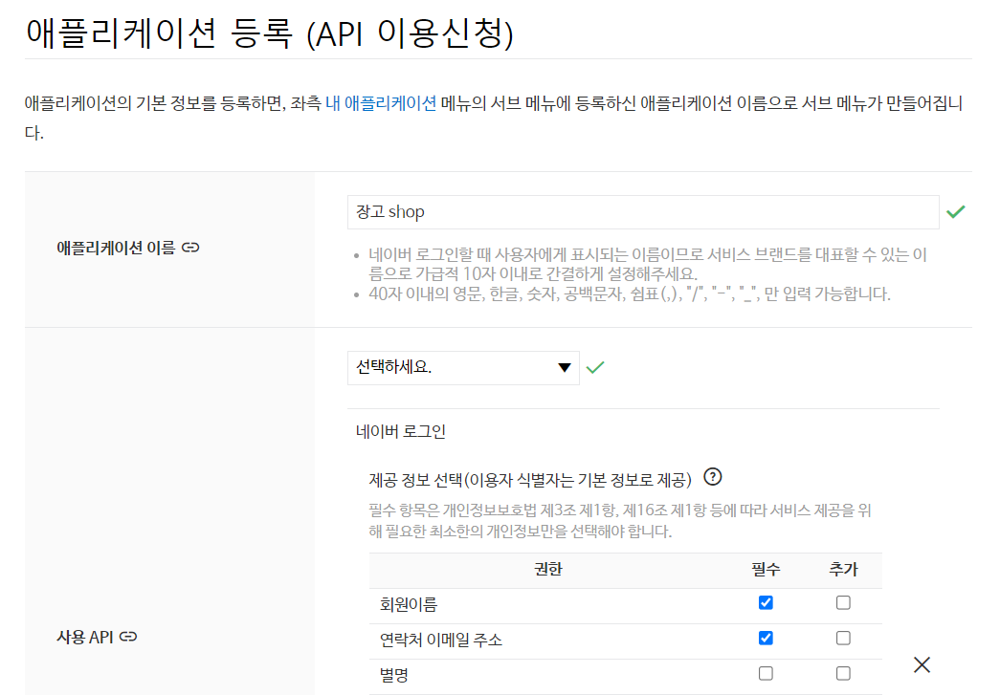 애플리케이션 등록 (API 이용신청)
애플리케이션의 기본 정보를 등록하면, 좌측 내 애플리케이션 메뉴의 서브 메뉴에 등록하신 애플리케이션 이름으로 서브 메뉴가 만들어집니
다.
애플리케이션 이름
장고 shop
네이버 로그인할 때 사용자에게 표시되는 이름이므로 서비스 브랜드를 대표할 수 있는 이
름으로 가급적 10자 이내로 간결하게 설정해주세요.
40자 이내의 영문, 한글, 숫자, 공백문자, 쉼표(,), "/", "-", "_", 만 입력 가능합니다.
사용 API
선택하세요.
네이버 로그인
제공 정보 선택(이용자 식별자는 기본 정보로 제공)
필수 항목은 개인정보보호법 제3조 제1항, 제16조 제1항 등에 따라 서비스 제공을 위
해 필요한 최소한의 개인정보만을 선택해야 합니다.
권한 필수 추가
회원이름
연락처 이메일 주소
별명